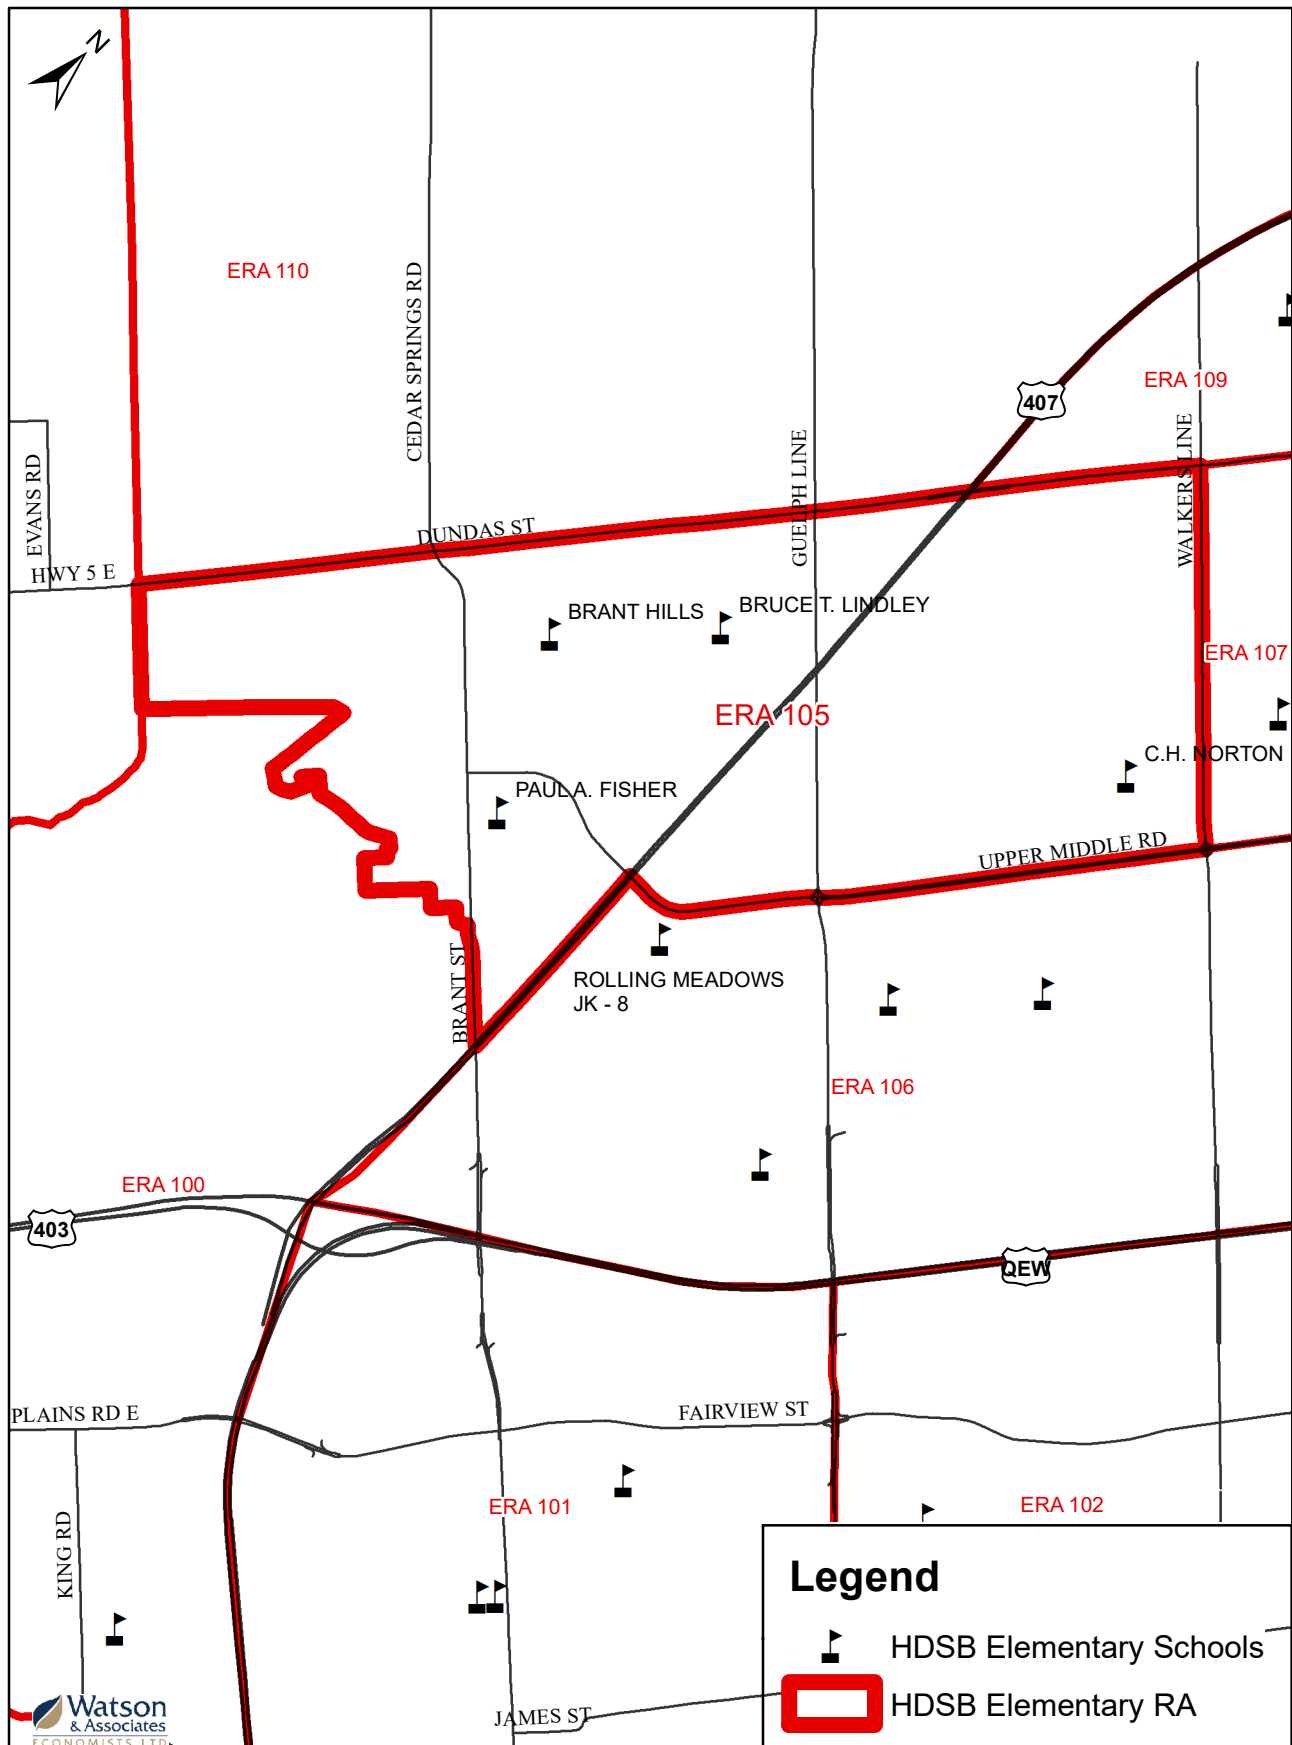 N
ERA 110
CEDAR SPRINGS RD
407
ERA 109
EVANS RD
GUELPH LINE
WALKERS LINE
DUNDAS ST
HWY 5 E
BRANT HILLS
BRUCE T. LINDLEY
ERA 107
ERA 105
C.H. NORTON
PAUL A. FISHER
UPPER MIDDLE RD
BRANT ST
ROLLING MEADOWS
JK - 8
ERA 106
ERA 100
403
QEW
PLAINS RD E
FAIRVIEW ST
ERA 101
ERA 102
KING RD
JAMES ST
Legend
HDSB Elementary Schools
HDSB Elementary RA
Watson
& Associates
ECONOMISTS LTD